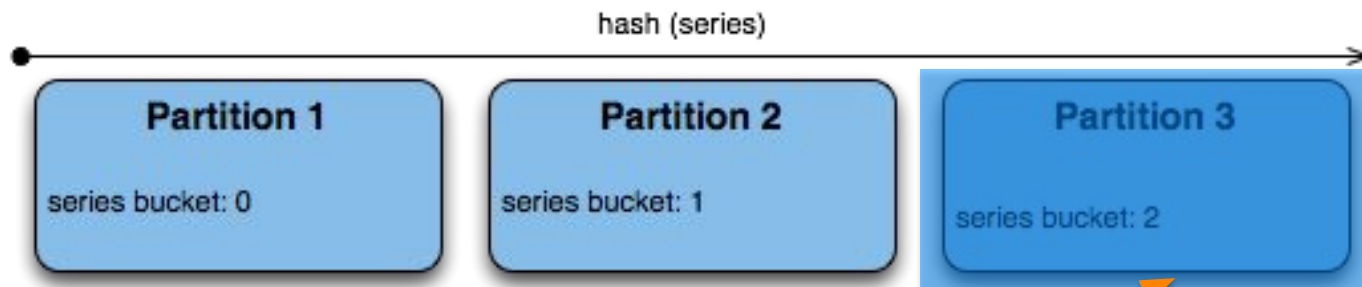 hash (series)
Partition 1
Partition 2
Partition 3
series bucket: 0
series bucket: 1
series bucket: 2